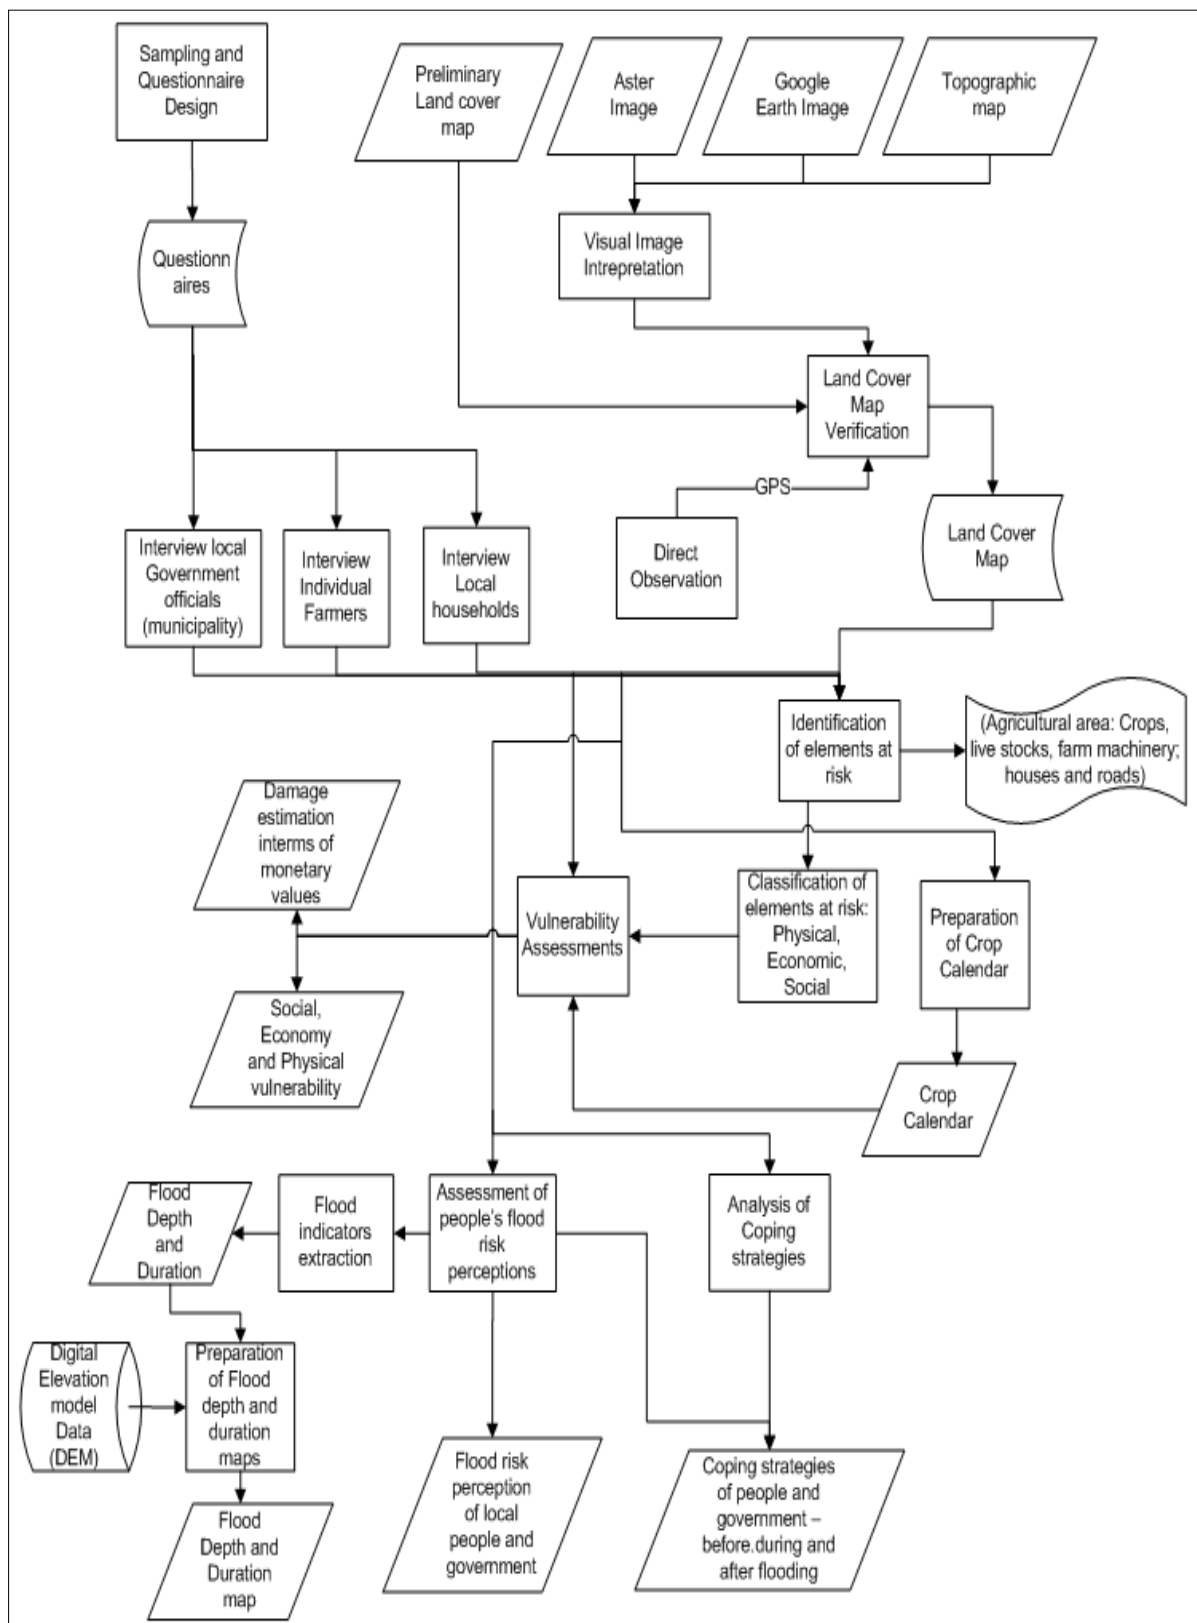 Sampling and
Questionnaire
Design
Preliminary
Land cover
map
Aster
Image
Google
Earth Image
Topographic
map
Visual Image
Intrepretation
Questionn
aires
Land Cover
Map
Verification
GPS
Direct
Observation
Land Cover
Map
Interview local
Government
officials
(municipality)
Interview
Individual
Farmers
Interview
Local
households
Identification
of elements at
risk
(Agricultural area: Crops,
live stocks, farm machinery;
houses and roads)
Damage
estimation
interms of
monetary
values
Vulnerability
Assessments
Classification of
elements at risk:
Physical,
Economic,
Social
Preparation
of Crop
Calendar
Social,
Economy
and Physical
vulnerability
Crop
Calendar
Flood
Depth
and
Duration
Flood
indicators
extraction
Assessment of
people's flood
risk
perceptions
Analysis of
Coping
strategies
Digital
Elevation
model
Data
(DEM)
Preparation
of Flood
depth and
duration
maps
Flood
Depth and
Duration
map
Flood risk
perception
of local
people and
government
Coping strategies
of people and
government –
before.during and
after flooding